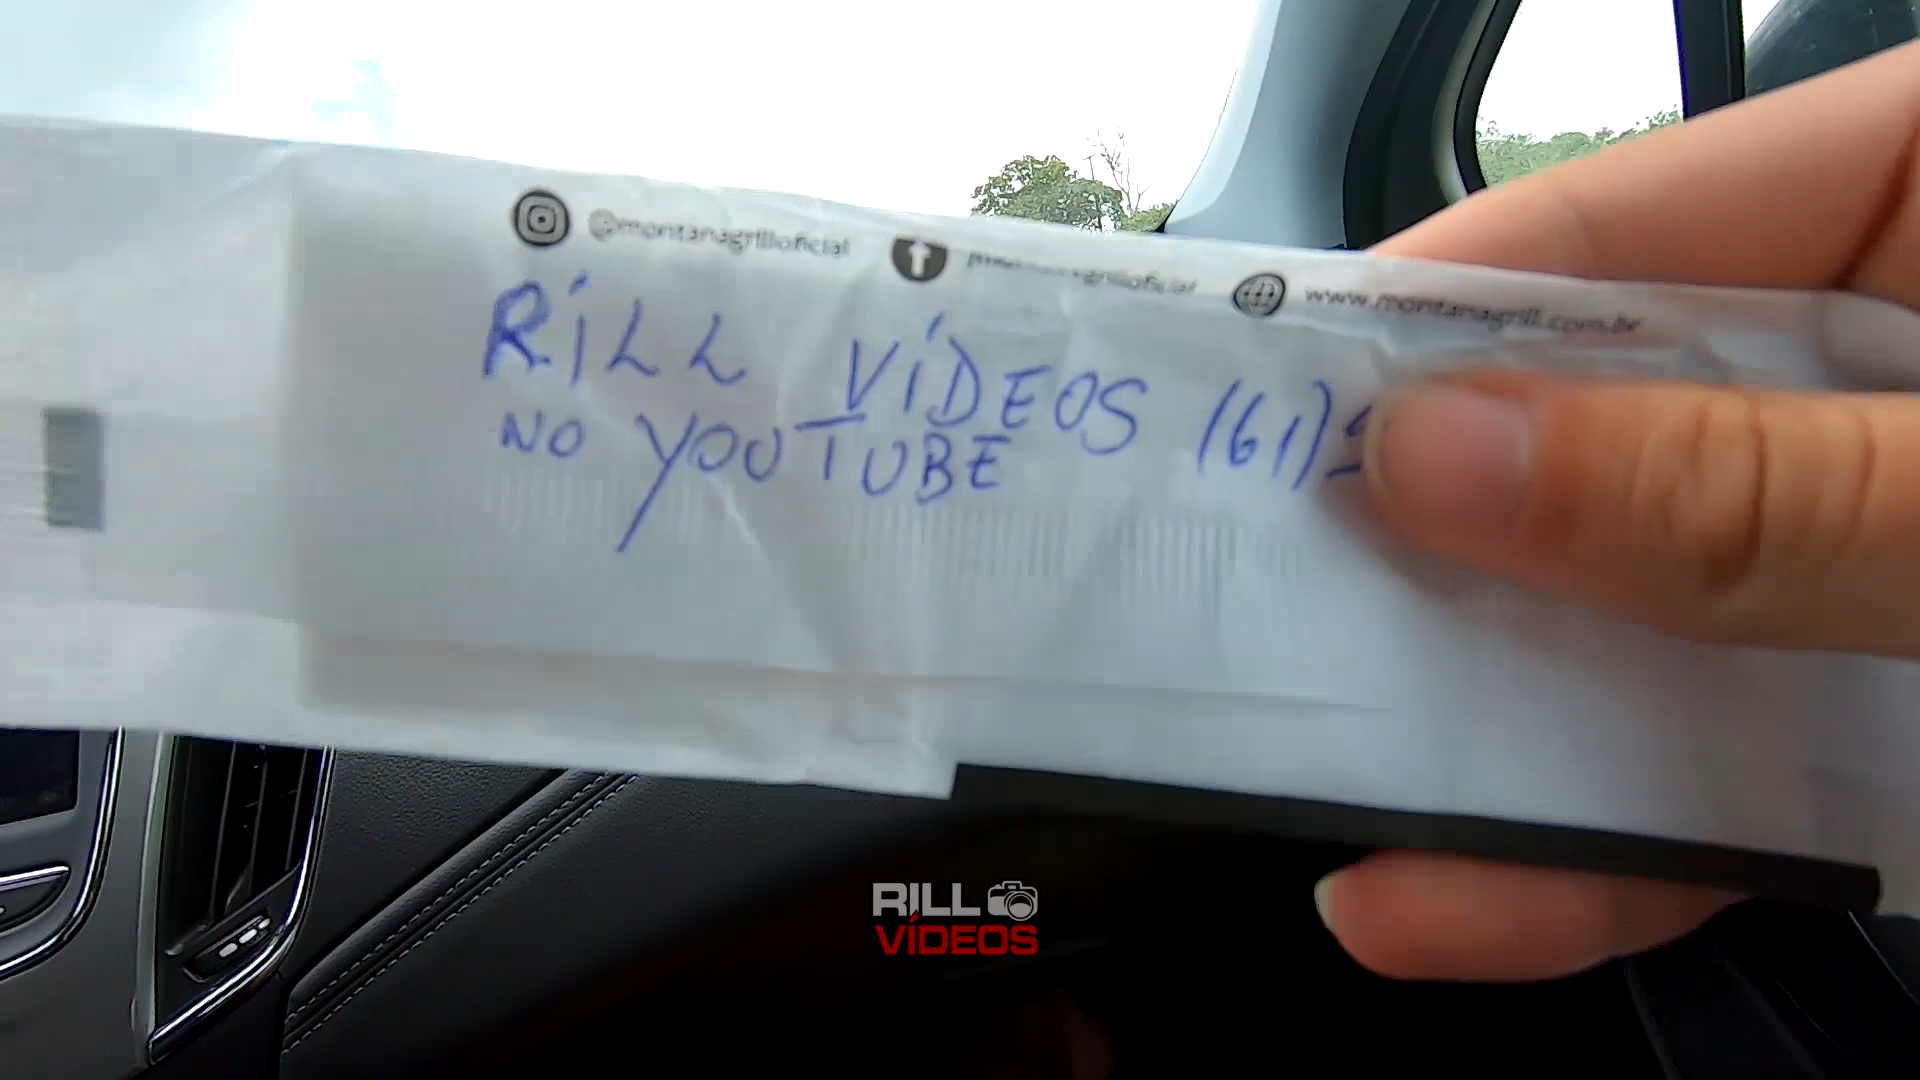 @montanagrilloficial
www.montanagrill.com.br
RiLL VíDEOS (61)
NO YOUTUBE
RILL
VÍDEOS